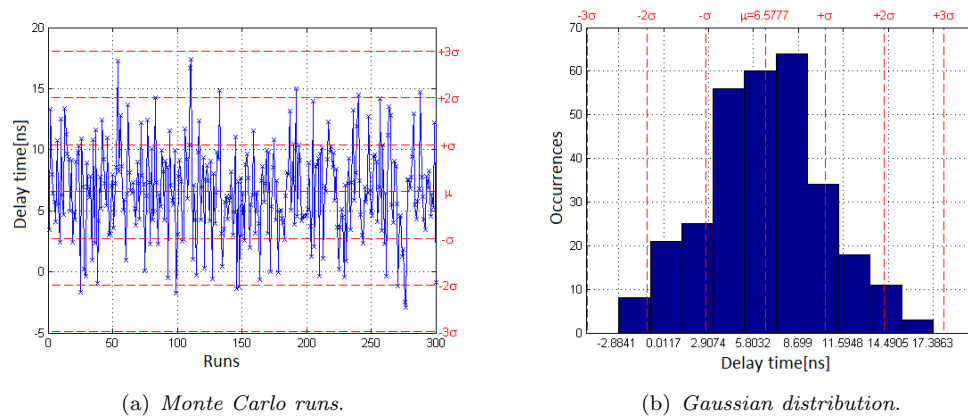 20
15
10
5
0
-5
Delay time[ns]
+3σ
+2σ
+σ
μ
-σ
-2σ
-3σ
0 50 100 150 200 250 300
Runs
(a) Monte Carlo runs.
-3σ -2σ -σ μ=6.5777 +σ +2σ +3σ
70
60
50
40
30
20
10
0
Occurrences
-2.8841 0.0117 2.9074 5.8032 8.699 11.5948 14.4905 17.3863
Delay time[ns]
(b) Gaussian distribution.